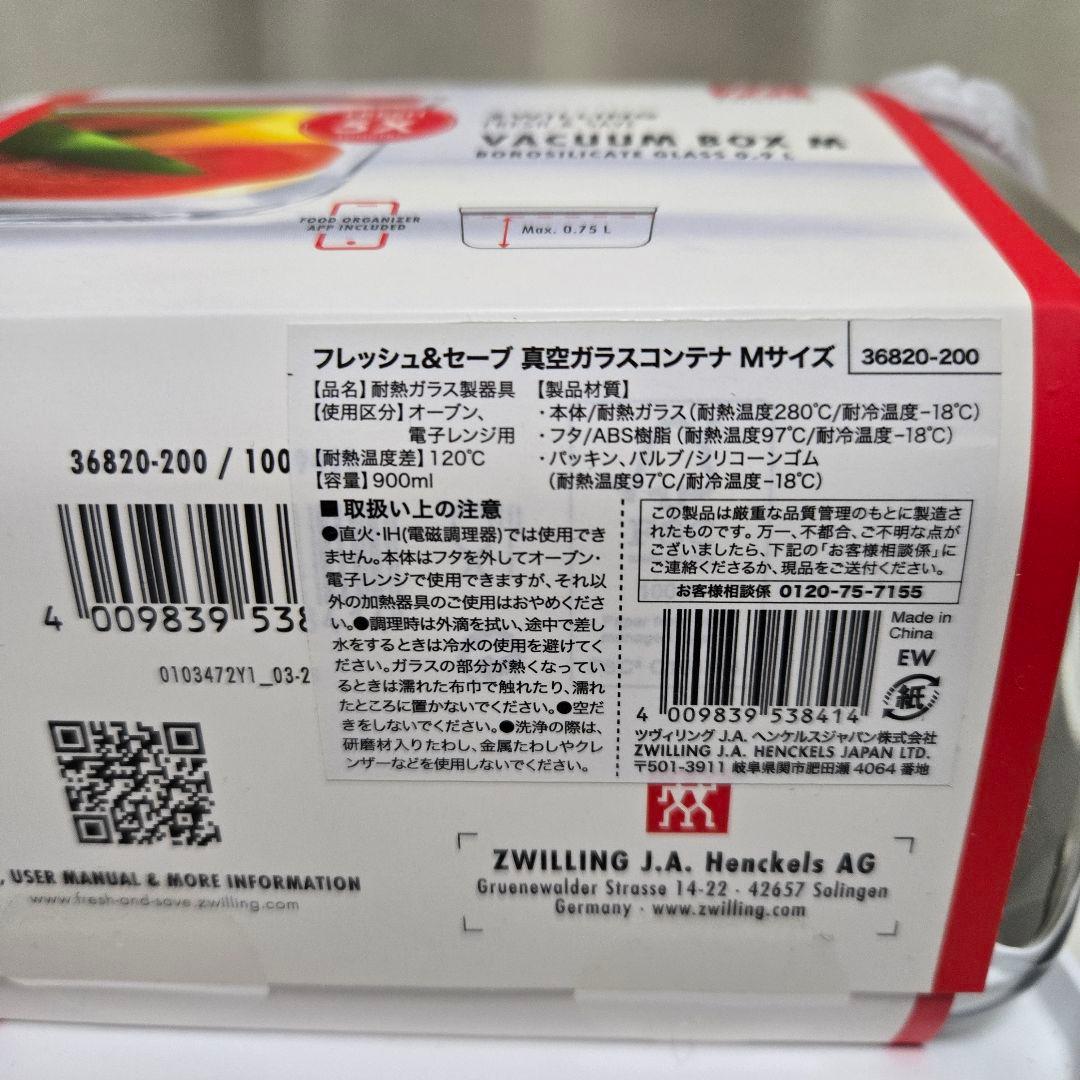 5X
VACUUM BOX M
BOROSILICATE GLASS 0.9 L
FOOD ORGANIZER
APP INCLUDED
Max. 0.75 L
フレッシュ&セーブ 真空ガラスコンテナ Mサイズ
36820-200
【品名】耐熱ガラス製器具
【使用区分】オーブン、
電子レンジ用
【耐熱温度差】120℃
【容量】900ml
【製品材質】
・本体/耐熱ガラス(耐熱温度280℃/耐冷温度-18℃)
・フタ/ABS樹脂(耐熱温度97℃/耐冷温度-18℃)
・パッキン、バルブ/シリコーンゴム
(耐熱温度97℃/耐冷温度-18℃)
■取扱い上の注意
●直火・IH(電磁調理器)では使用でき
ません。本体はフタを外してオーブン・
電子レンジで使用できますが、それ以
外の加熱器具のご使用はおやめくださ
い。●調理時は外滴を拭い、途中で差し
水をするときは冷水の使用を避けてく
ださい。ガラスの部分が熱くなってい
るときは濡れた布巾で触れたり、濡れ
たところに置かないでください。●空だ
きをしないでください。●洗浄の際は、
研磨材入りたわし、金属たわしやクレ
ンザーなどを使用しないでください。
この製品は厳重な品質管理のもとに製造さ
れたものです。万一、不都合、ご不明な点が
ございましたら、下記の「お客様相談係」に
ご連絡くださるか、現品をご送付ください。
お客様相談係 0120-75-7155
Made in
China
EW
紙
4 009839 538414
ツヴィリング J.A. ヘンケルスジャパン株式会社
ZWILLING J.A. HENCKELS JAPAN LTD.
〒501-3911 岐阜県関市肥田瀬 4064 番地
36820-200 / 100
4 009839 538
0103472Y1_03-2
, USER MANUAL & MORE INFORMATION
www.fresh-and-save.zwilling.com
ZWILLING J.A. Henckels AG
Gruenewalder Strasse 14-22 · 42657 Solingen
Germany · www.zwilling.com